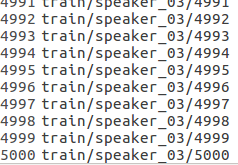 4991 train/speaker_03/4991
4992 train/speaker_03/4992
4993 train/speaker_03/4993
4994 train/speaker_03/4994
4995 train/speaker_03/4995
4996 train/speaker_03/4996
4997 train/speaker_03/4997
4998 train/speaker_03/4998
4999 train/speaker_03/4999
5000 train/speaker_03/5000